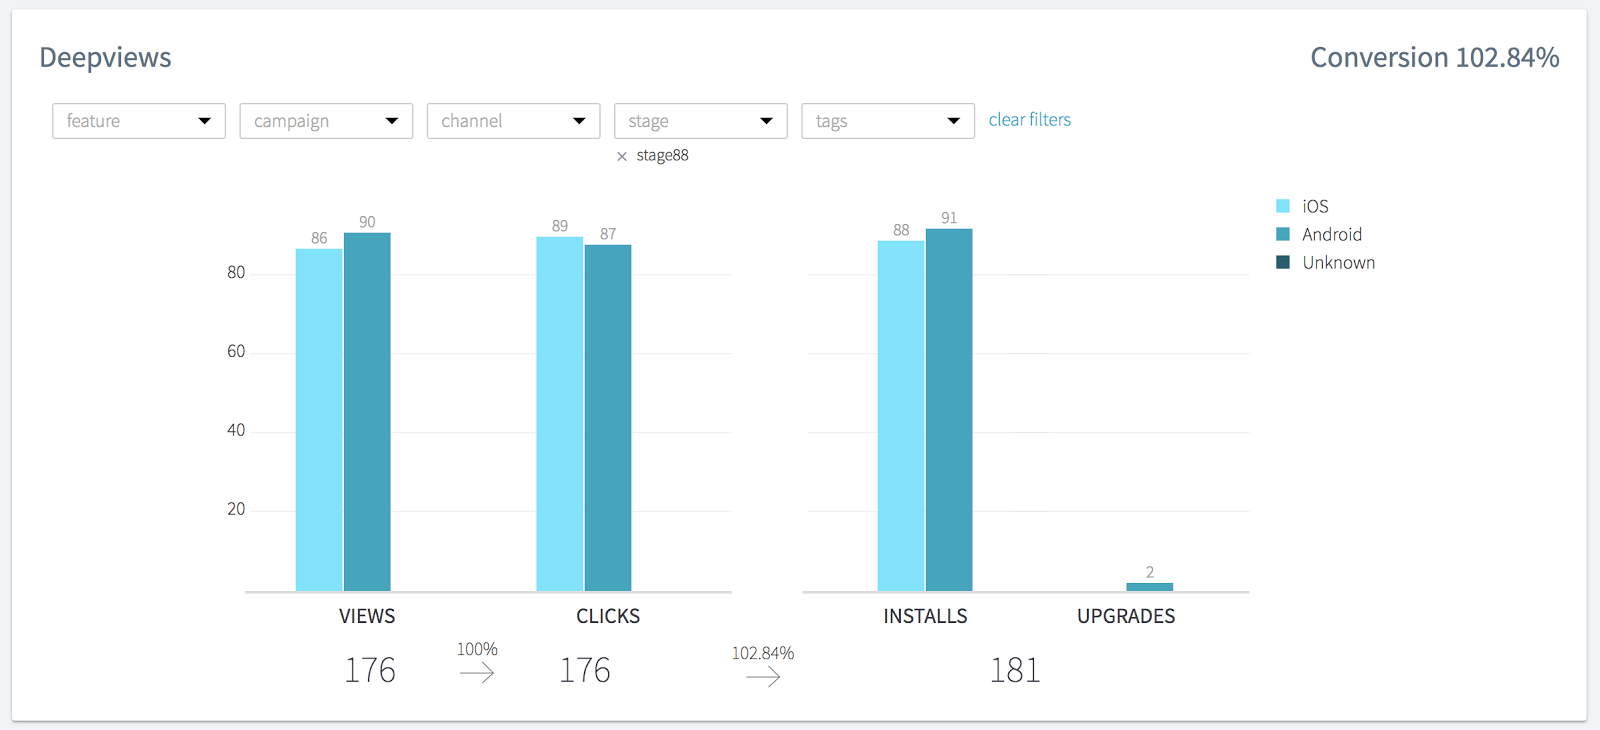 Deepviews
Conversion 102.84%
feature campaign channel stage tags clear filters
× stage88
iOS
Android
Unknown
86 90 89 87 88 91 2
80
60
40
20
VIEWS CLICKS INSTALLS UPGRADES
176 100% 176 102.84% 181